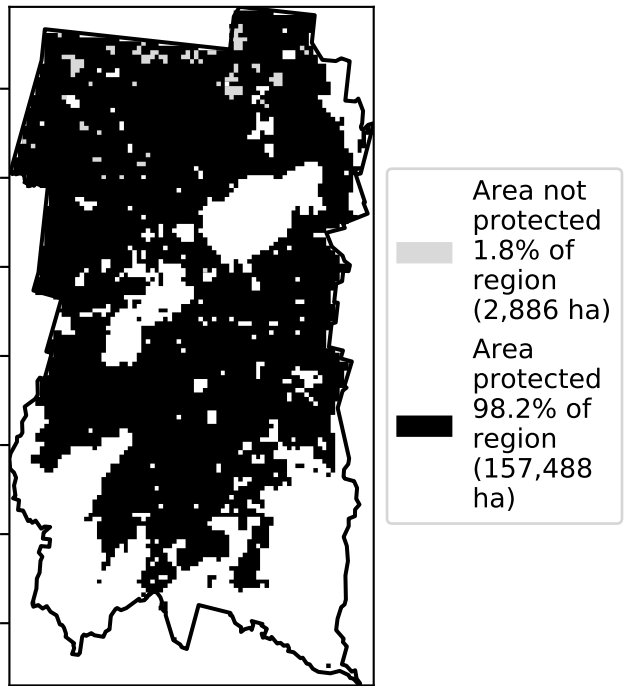 Area not
protected
1.8% of
region
(2,886 ha)
Area
protected
98.2% of
region
(157,488
ha)